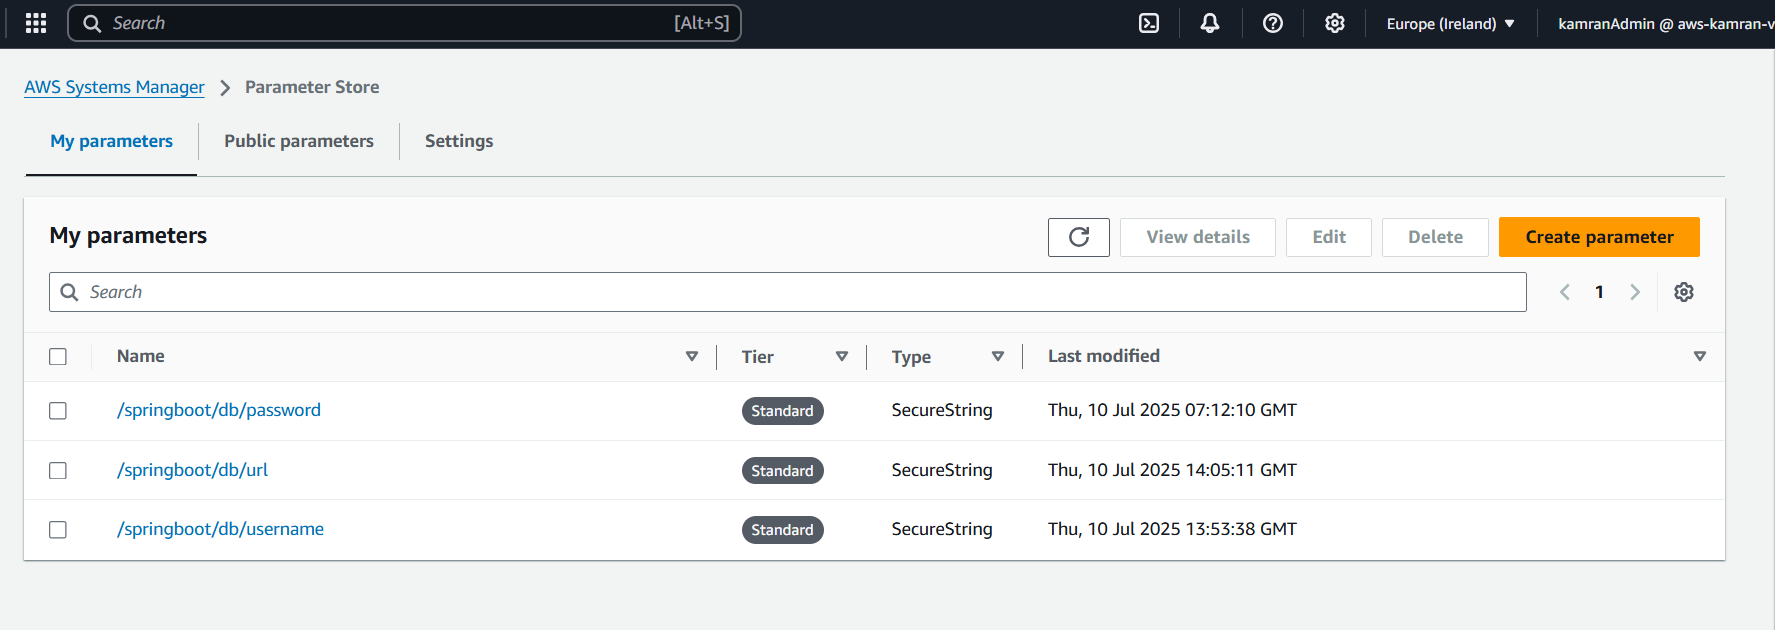 Search [Alt+S] Europe (Ireland) kamranAdmin @ aws-kamran-v
AWS Systems Manager Parameter Store
My parameters Public parameters Settings
My parameters View details Edit Delete Create parameter
Search 1
Name Tier Type Last modified
/springboot/db/password Standard SecureString Thu, 10 Jul 2025 07:12:10 GMT
/springboot/db/url Standard SecureString Thu, 10 Jul 2025 14:05:11 GMT
/springboot/db/username Standard SecureString Thu, 10 Jul 2025 13:53:38 GMT